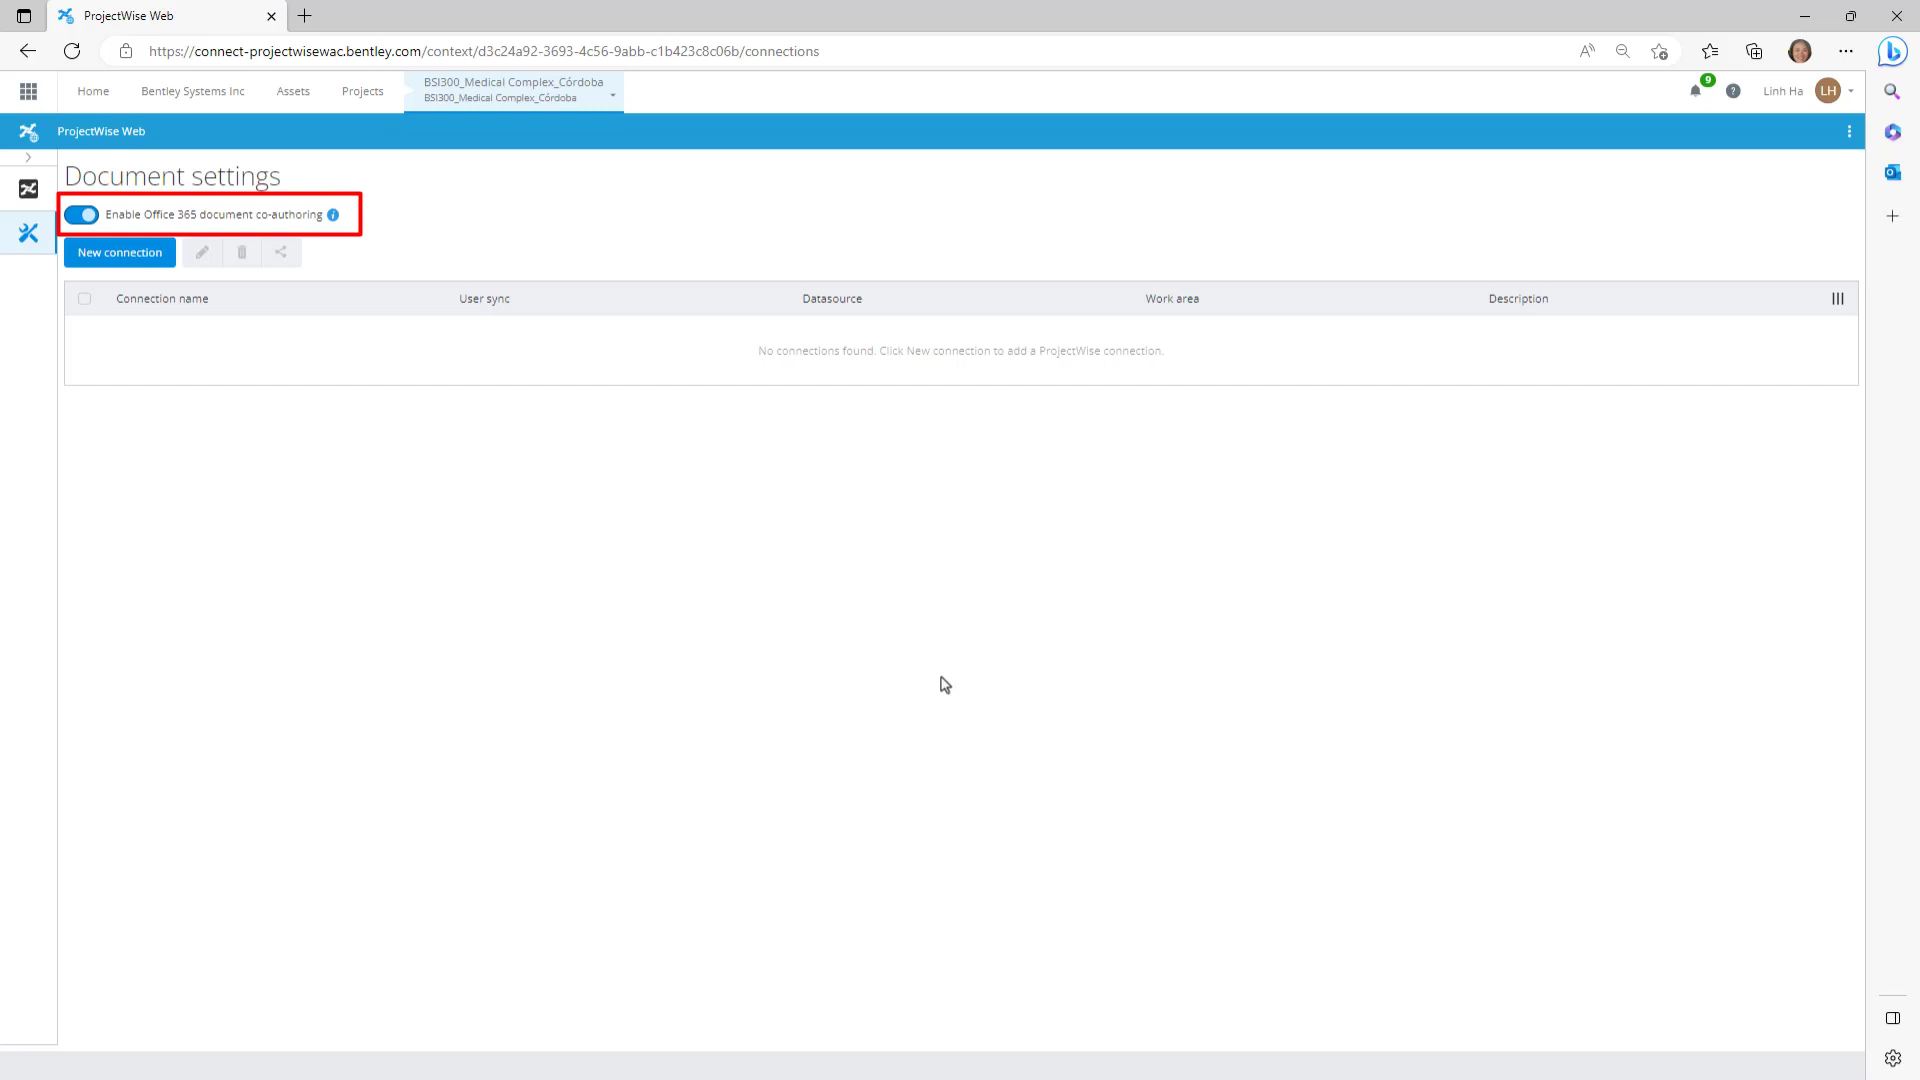 ProjectWise Web
https://connect-projectwisewac.bentley.com/context/d3c24a92-3693-4c56-9abb-c1b423c8c06b/connections
Home
Bentley Systems Inc
Assets
Projects
BSI300_Medical Complex_Córdoba
BSI300_Medical Complex_Córdoba
9
Linh Ha
LH
ProjectWise Web
Document settings
Enable Office 365 document co-authoring
New connection
Connection name
User sync
Datasource
Work area
Description
No connections found. Click New connection to add a ProjectWise connection.